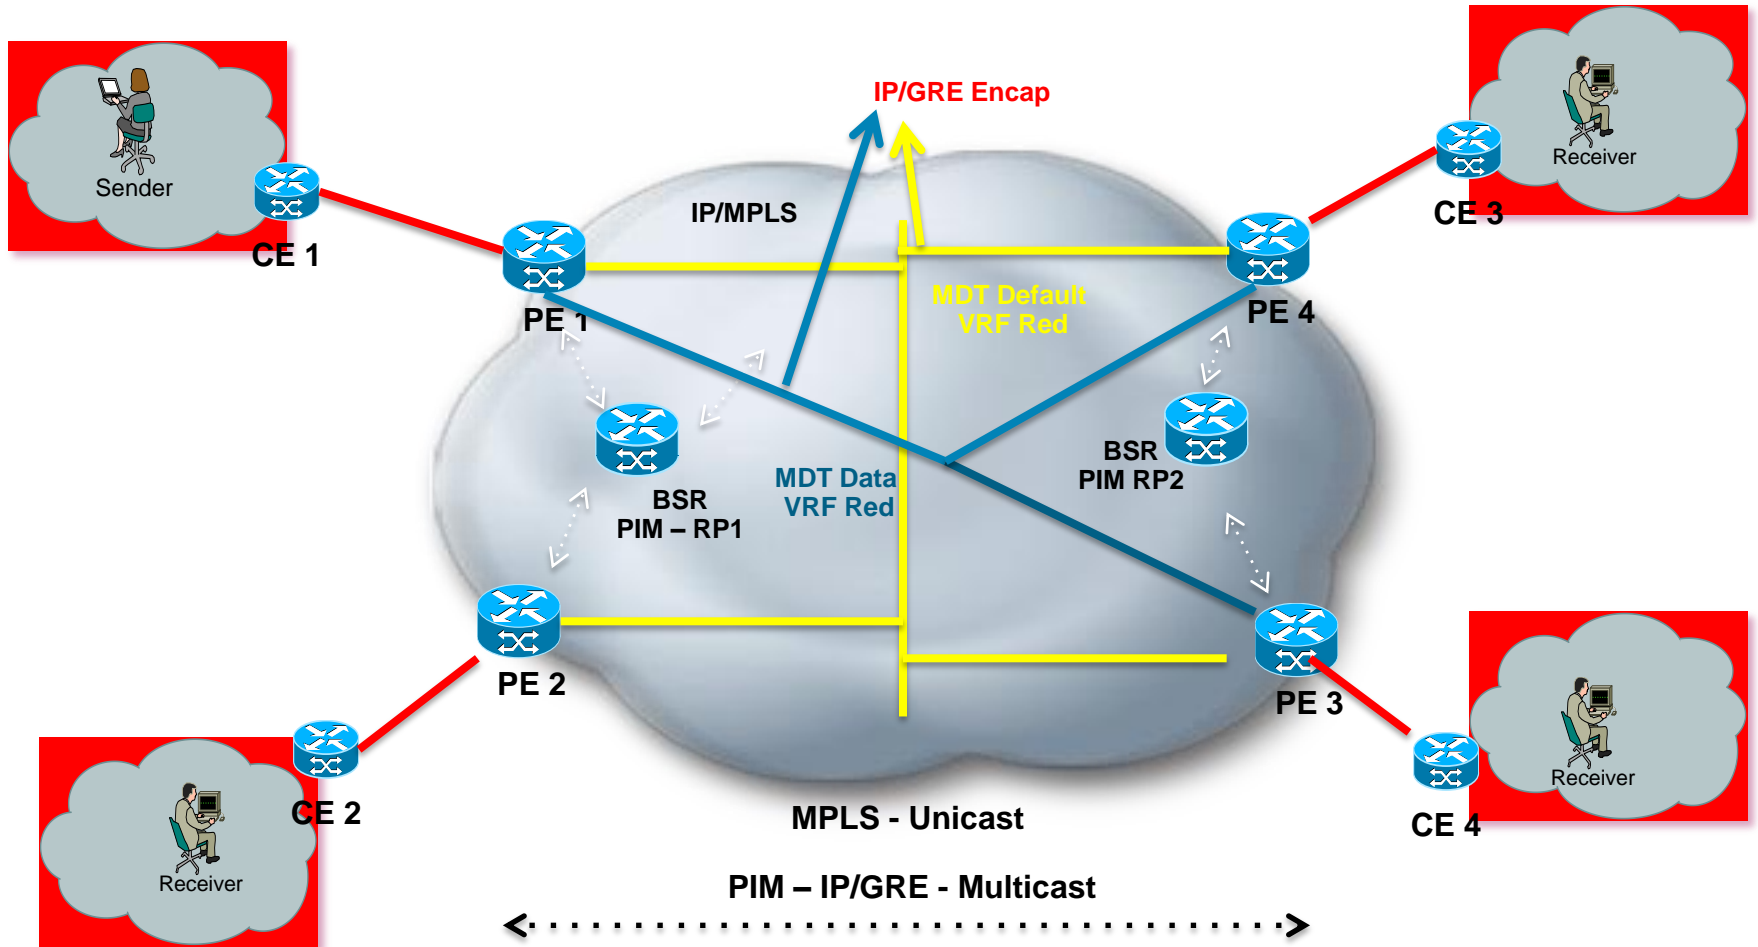 IP/GRE Encap
Sender
Receiver
IP/MPLS
CE 1
CE 3
PE 1
PE 4
MDT Default
VRF Red
BSR
PIM – RP1
MDT Data
VRF Red
BSR
PIM RP2
PE 2
PE 3
CE 2
CE 4
Receiver
Receiver
MPLS - Unicast
PIM – IP/GRE - Multicast